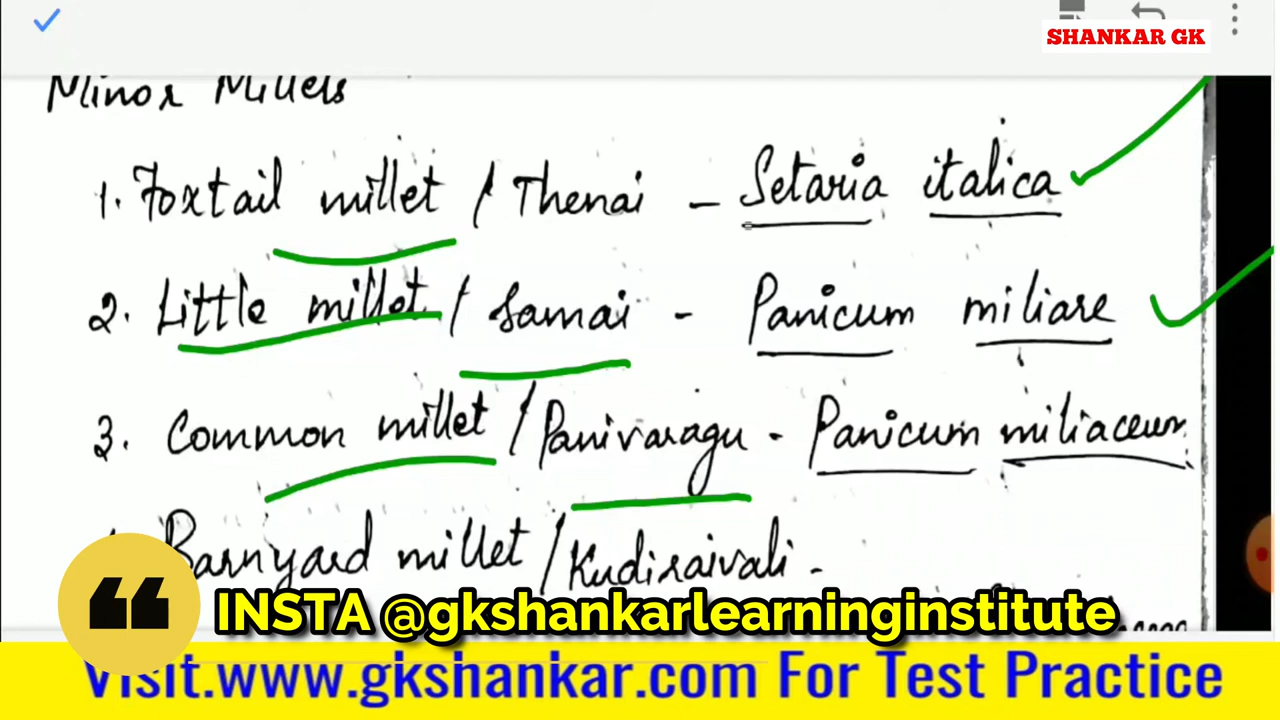 SHANKAR GK
Minor Millets
1. Foxtail millet / Thenai - Setaria italica
2. Little millet / Samai - Panicum miliare
3. Common millet / Panivaragu - Panicum miliaceum
Barnyard millet / Kudiraivali -
INSTA @gkshankarlearninginstitute
Visit.www.gkshankar.com For Test Practice